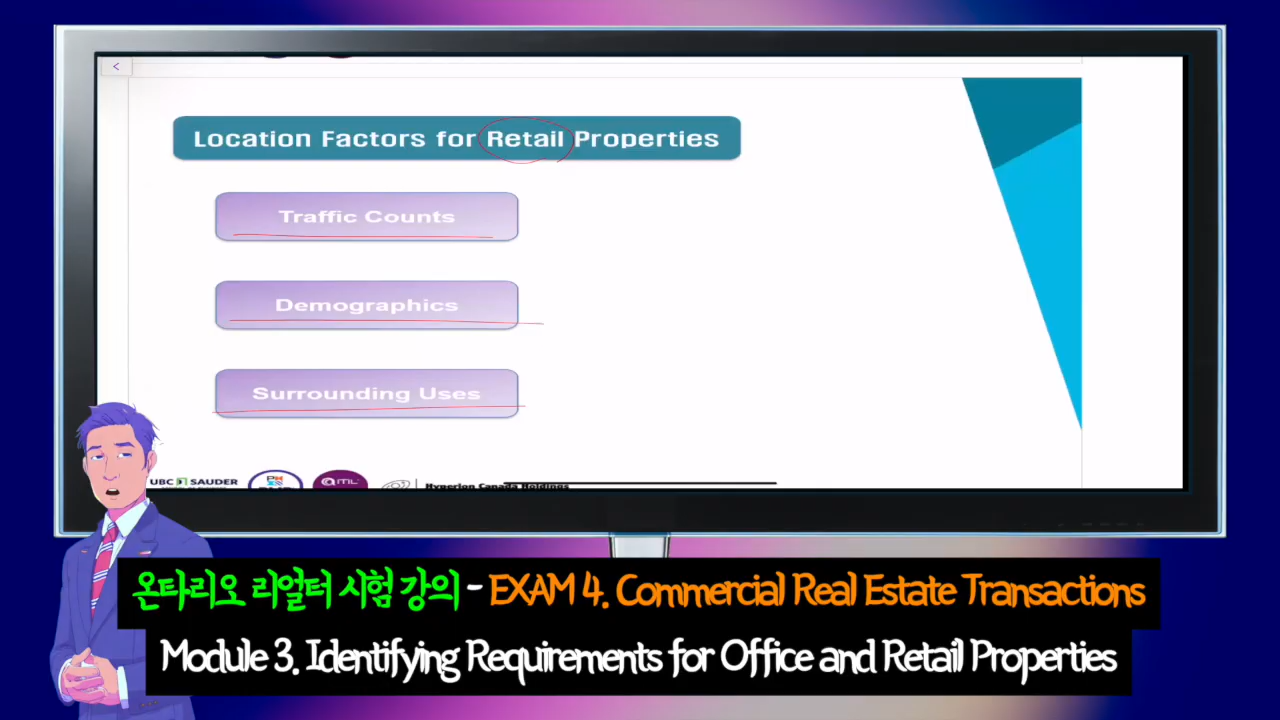 <
Location Factors for Retail Properties
Traffic Counts
Demographics
Surrounding Uses
UBC SAUDER
ITIL
Hyperion Canada Holdings
온타리오 리얼터 시험 강의 - EXAM 4. Commercial Real Estate Transactions
Module 3. Identifying Requirements for Office and Retail Properties